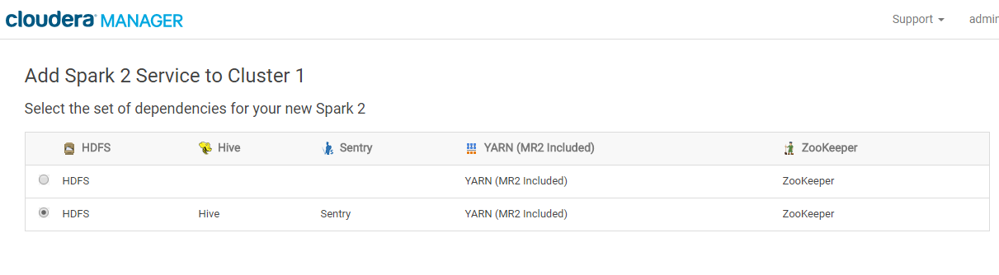 cloudera MANAGER Support admin
Add Spark 2 Service to Cluster 1
Select the set of dependencies for your new Spark 2
HDFS Hive Sentry YARN (MR2 Included) ZooKeeper
HDFS YARN (MR2 Included) ZooKeeper
HDFS Hive Sentry YARN (MR2 Included) ZooKeeper